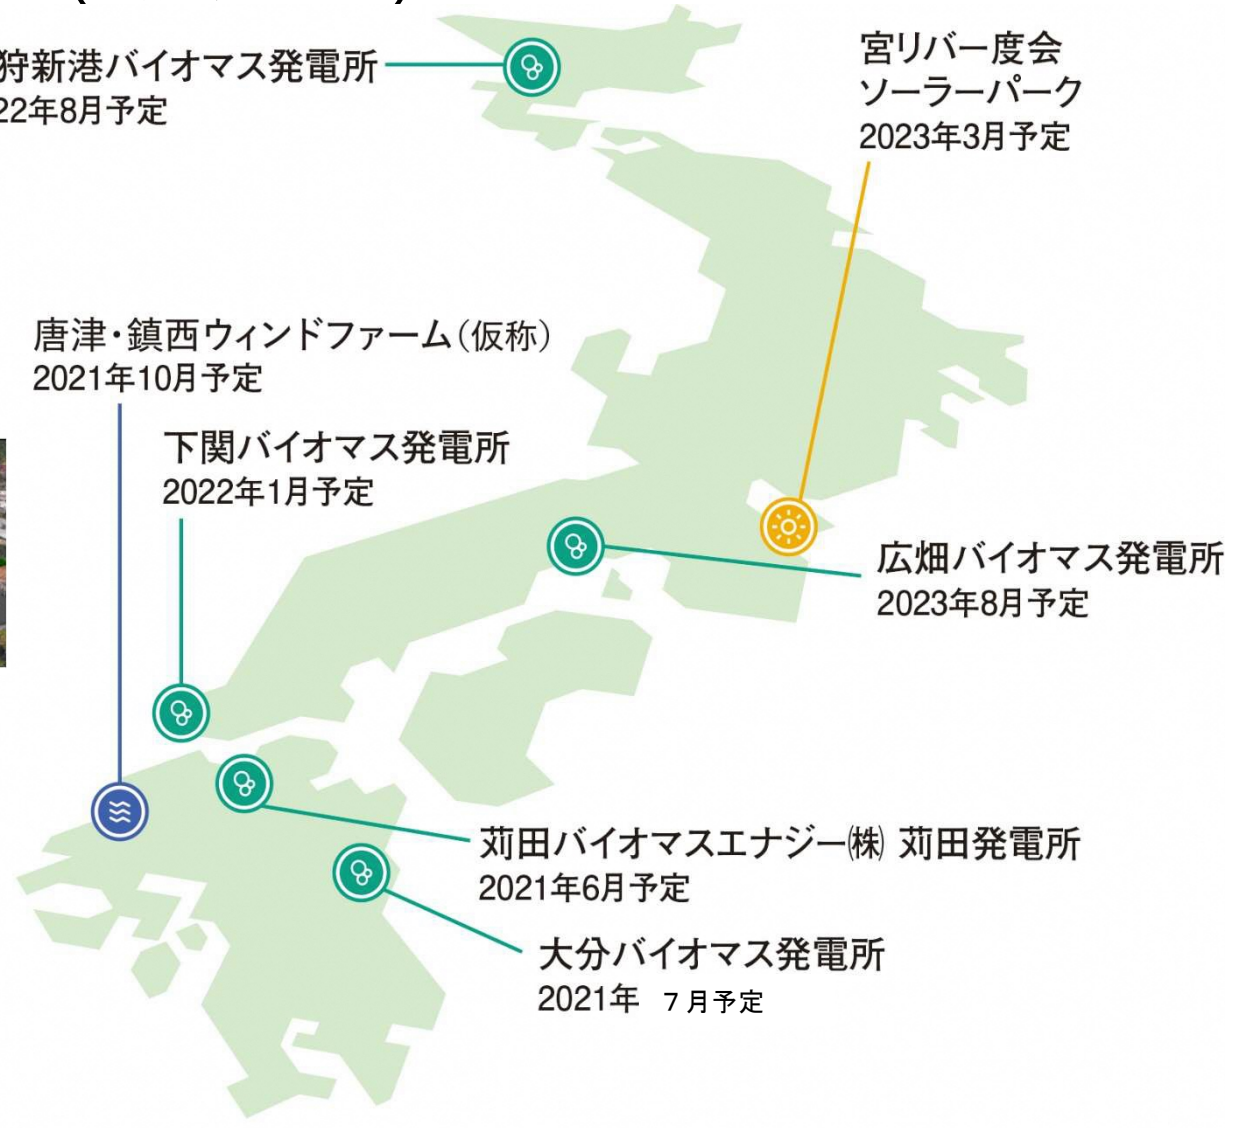 狩新港バイオマス発電所
22年8月予定
宮リバー度会
ソーラーパーク
2023年3月予定
唐津・鎮西ウィンドファーム（仮称）
2021年10月予定
下関バイオマス発電所
2022年1月予定
広畑バイオマス発電所
2023年8月予定
苅田バイオマスエナジー㈱ 苅田発電所
2021年6月予定
大分バイオマス発電所
2021年 ７月予定